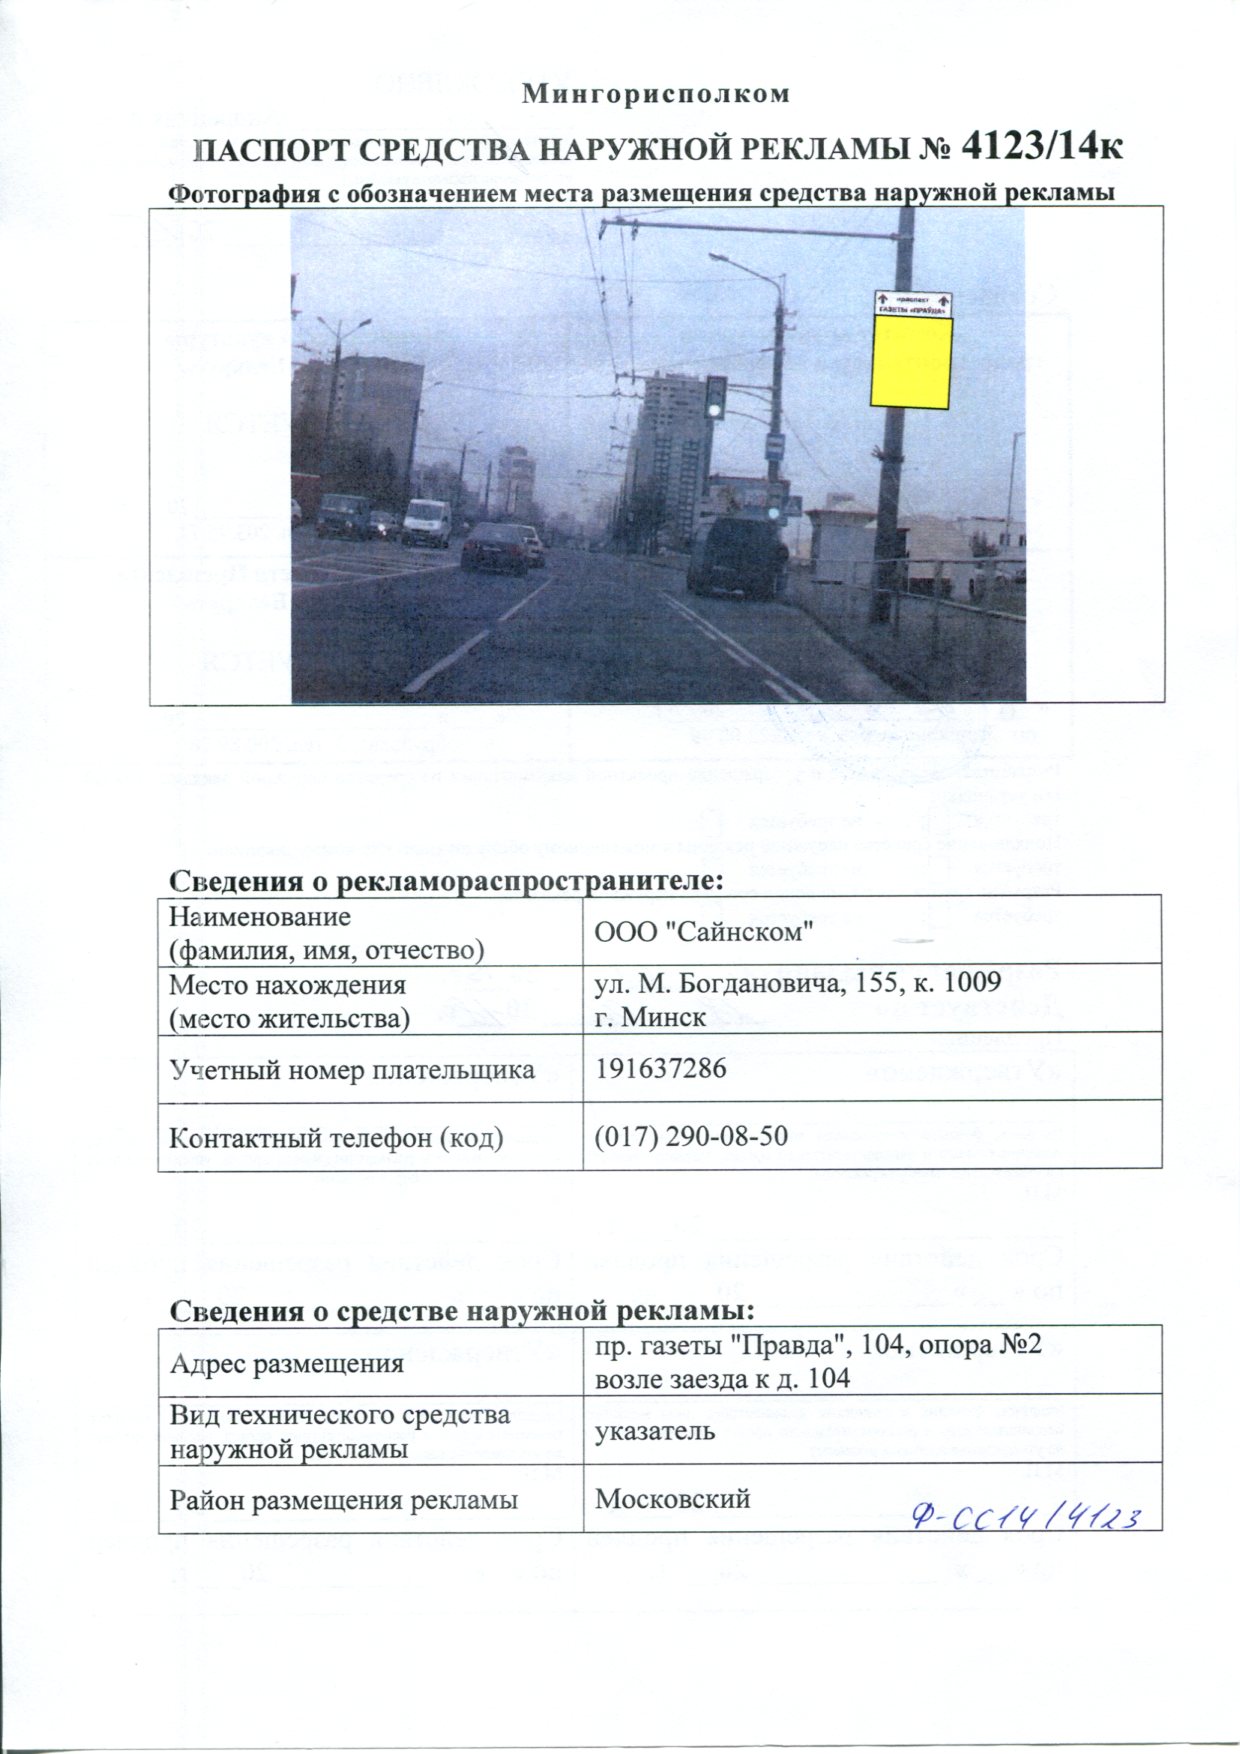 Мингорисполком
ПАСПОРТ СРЕДСТВА НАРУЖНОЙ РЕКЛАМЫ № 4123/14к
Фотография с обозначением места размещения средства наружной рекламы
праспект
ГАЗЕТЫ «ПРАЎДА»
Сведения о рекламораспространителе:
Наименование
(фамилия, имя, отчество)
ООО "Сайнском"
Место нахождения
(место жительства)
ул. М. Богдановича, 155, к. 1009
г. Минск
Учетный номер плательщика
191637286
Контактный телефон (код)
(017) 290-08-50
Сведения о средстве наружной рекламы:
Адрес размещения
пр. газеты "Правда", 104, опора №2
возле заезда к д. 104
Вид технического средства
наружной рекламы
указатель
Район размещения рекламы
Московский
Ф-СС14/4123